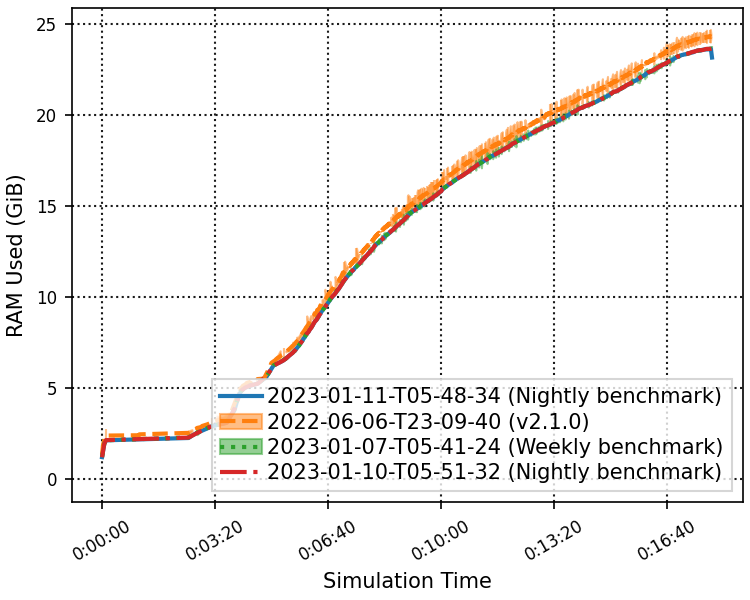 25
20
15
10
5
0
RAM Used (GiB)
2023-01-11-T05-48-34 (Nightly benchmark)
2022-06-06-T23-09-40 (v2.1.0)
2023-01-07-T05-41-24 (Weekly benchmark)
2023-01-10-T05-51-32 (Nightly benchmark)
0:00:00
0:03:20
0:06:40
0:10:00
0:13:20
0:16:40
Simulation Time